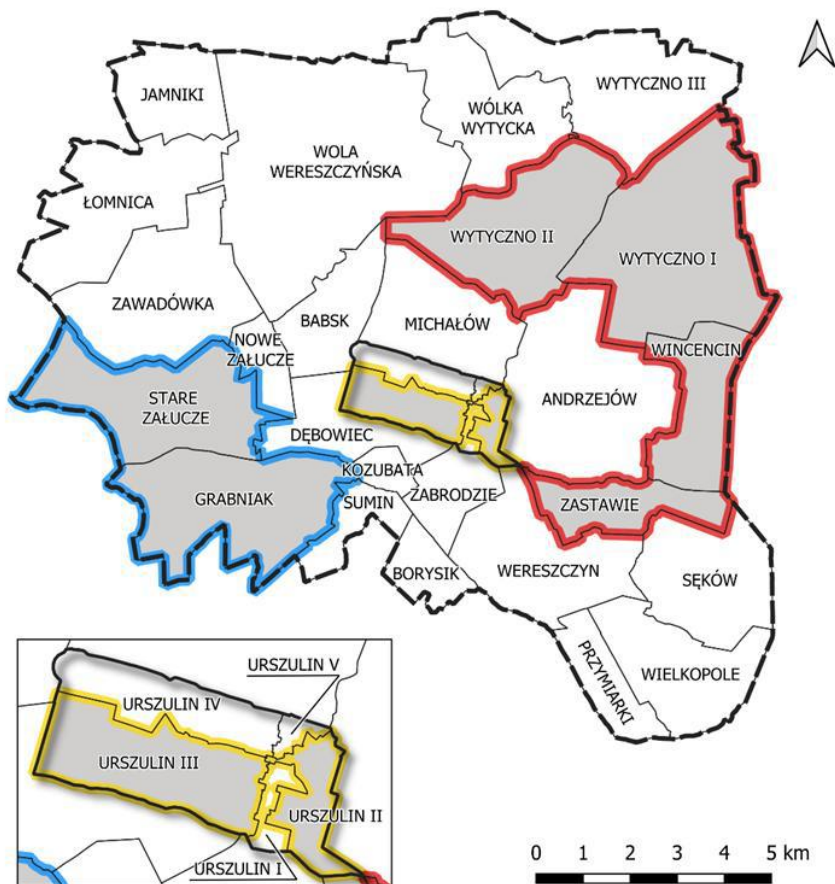 JAMNIKI
WYTYCZNO III
WÓLKA
WYTYCKA
WOLA
WERESZCZYŃSKA
ŁOMNICA
WYTYCZNO II
WYTYCZNO I
ZAWADÓWKA
BABSK
MICHAŁÓW
NOWE
ZAŁUCZE
WINCENCIN
STARE
ZAŁUCZE
ANDRZEJÓW
DĘBOWIEC
KOZUBATA
GRABNIAK
SUMIN
ZABRODZIE
ZASTAWIE
BORYSIK
WERESZCZYN
SĘKÓW
PRZYMIARKI
WIELKOPOLE
URSZULIN V
URSZULIN IV
URSZULIN III
URSZULIN II
URSZULIN I
0 1 2 3 4 5 km